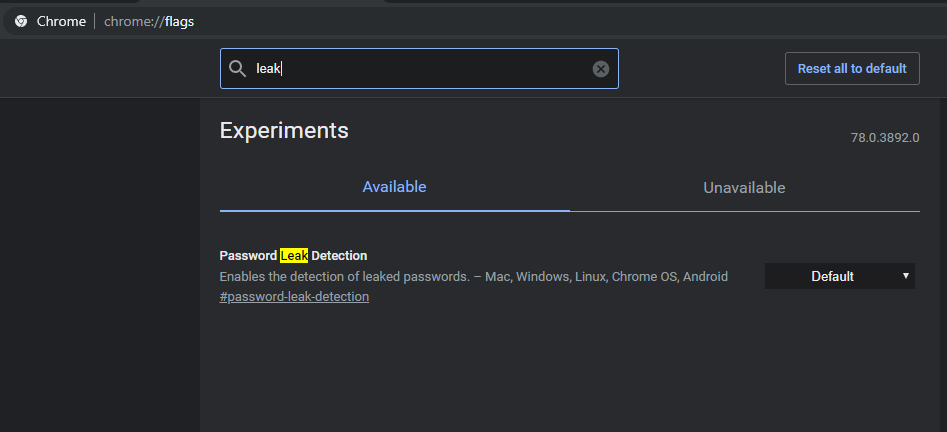 Chrome | chrome://flags
leak
Reset all to default
Experiments
78.0.3892.0
Available
Unavailable
Password Leak Detection
Enables the detection of leaked passwords. – Mac, Windows, Linux, Chrome OS, Android
Default
#password-leak-detection